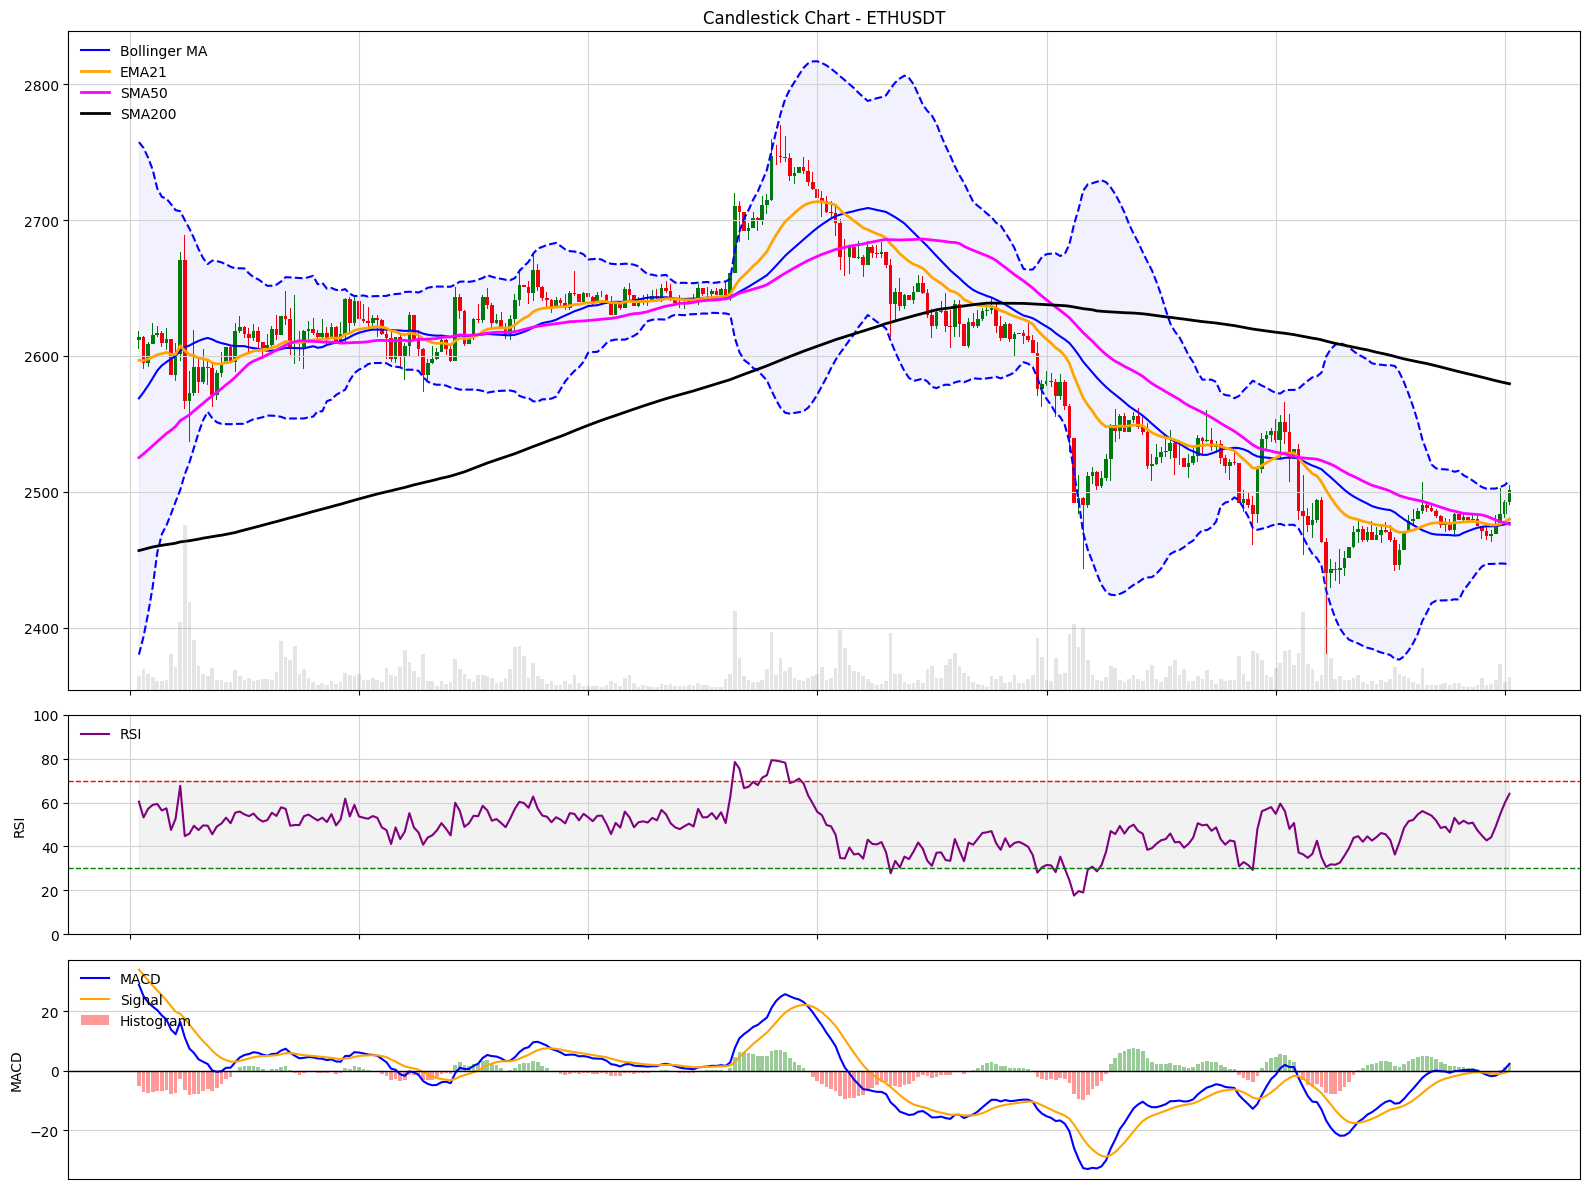 Candlestick Chart - ETHUSDT
Bollinger MA
EMA21
SMA50
SMA200
2800
2700
2600
2500
2400
RSI
100
80
60
40
20
0
RSI
MACD
Signal
Histogram
20
0
−20
MACD